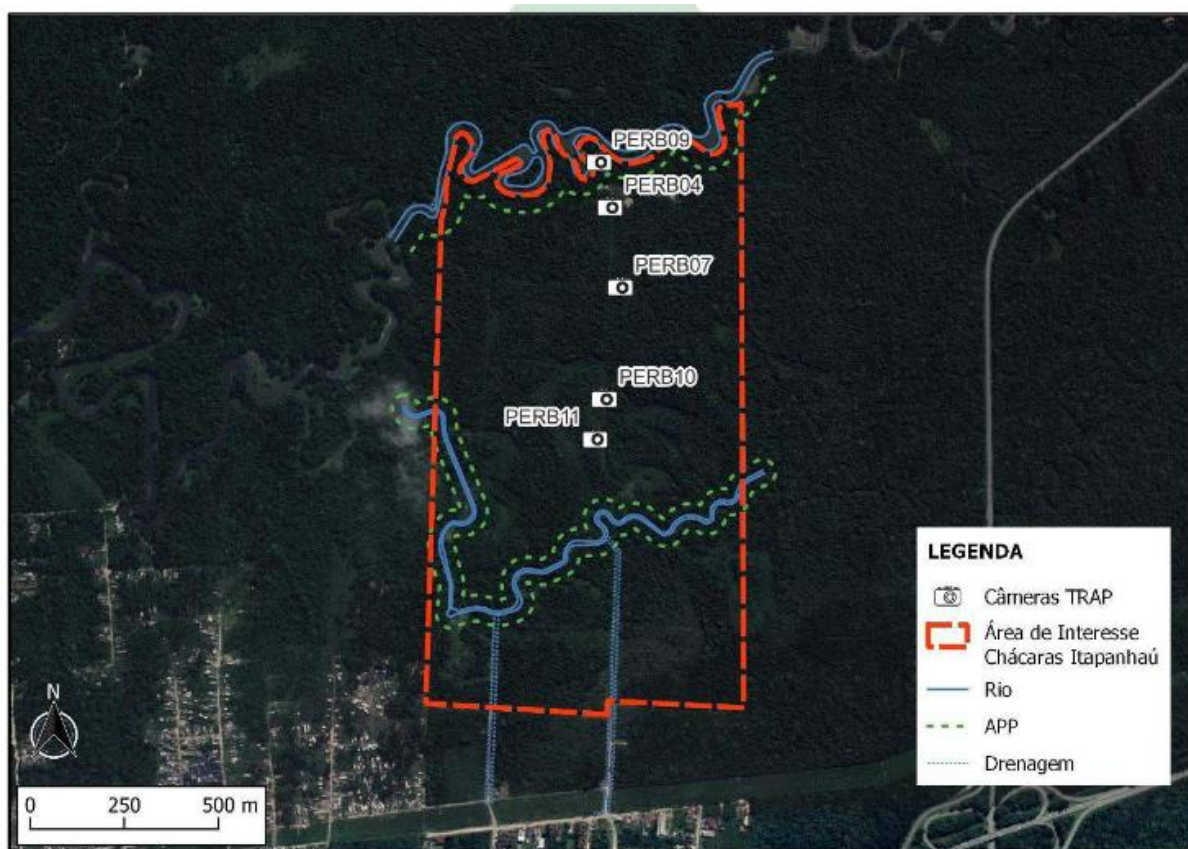 PERB09
PERB04
PERB07
PERB10
PERB11
LEGENDA
Câmeras TRAP
Área de Interesse
Chácaras Itapanhaú
Rio
APP
Drenagem
N
0 250 500 m